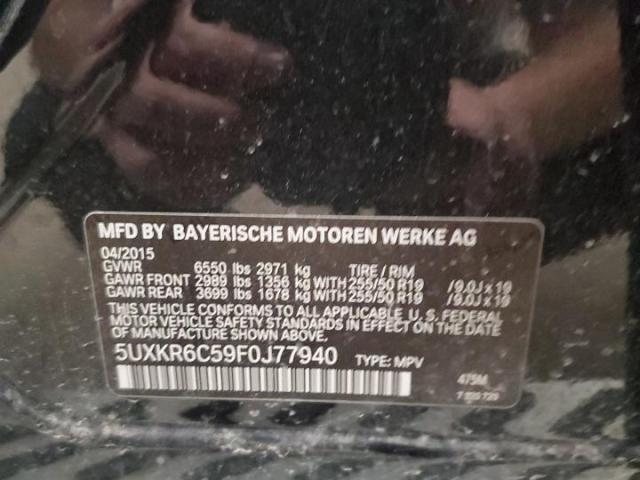 MFD BY BAYERISCHE MOTOREN WERKE AG
04/2015
GVWR 6550 lbs 2971 kg TIRE / RIM
GAWR FRONT 2989 lbs 1356 kg WITH 255/50 R19 /9.0J x 19
GAWR REAR 3699 lbs 1678 kg WITH 255/50 R19 /9.0J x 19
THIS VEHICLE CONFORMS TO ALL APPLICABLE U. S. FEDERAL
MOTOR VEHICLE SAFETY STANDARDS IN EFFECT ON THE DATE
OF MANUFACTURE SHOWN ABOVE.
5UXKR6C59F0J77940 TYPE: MPV
475M